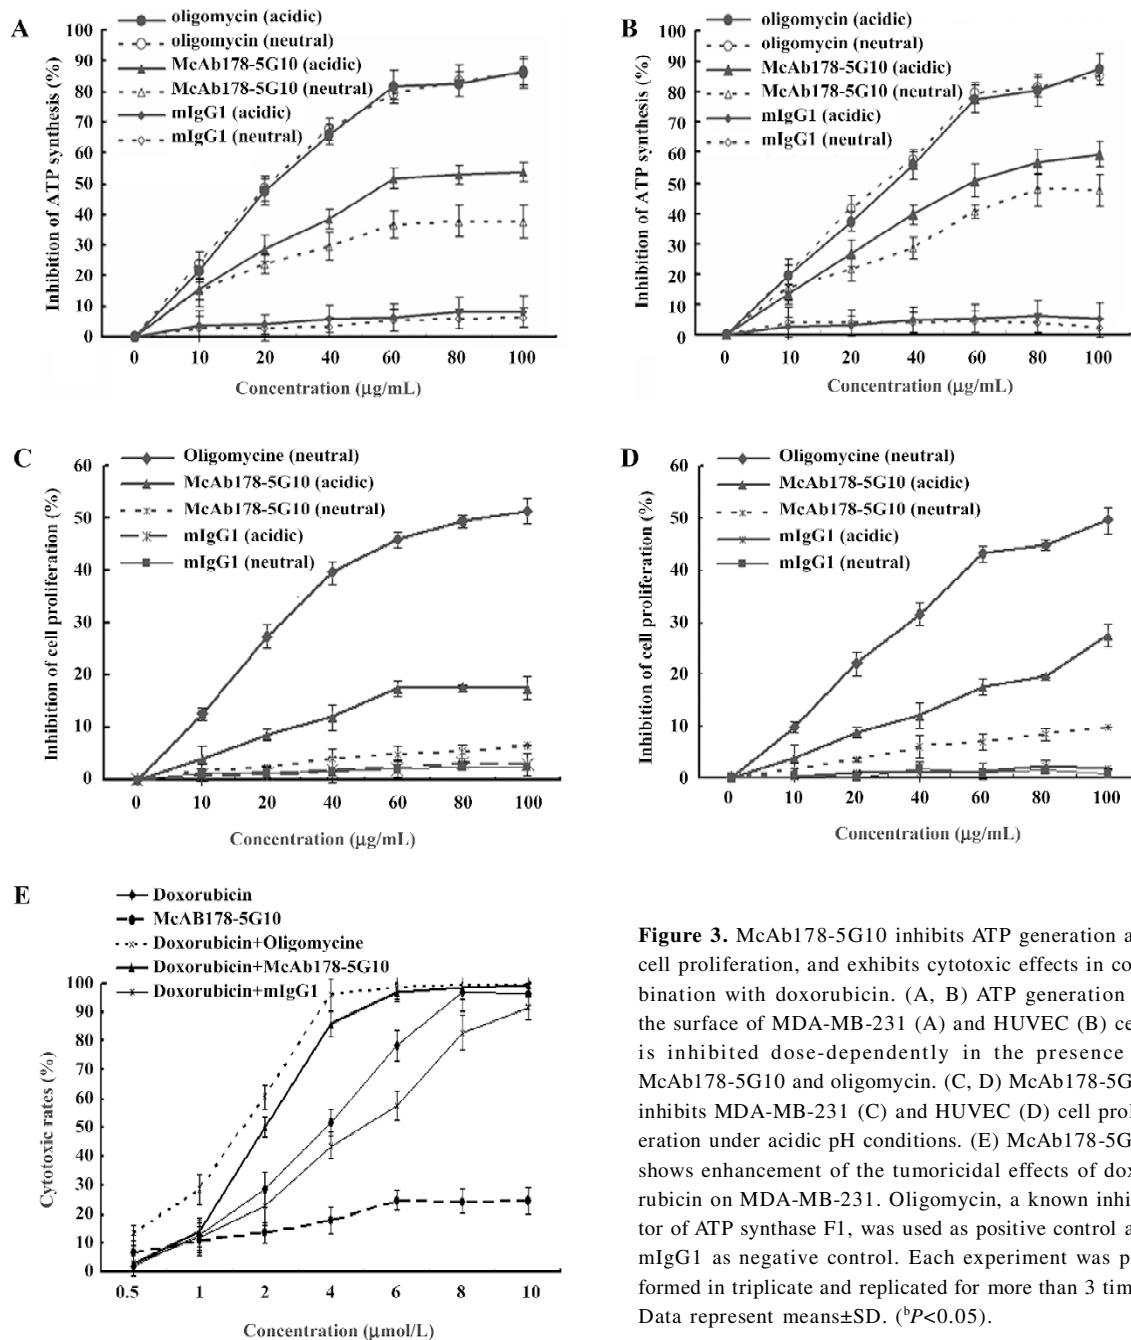 A
oligomycin (acidic)
oligomycin (neutral)
McAb178-5G10 (acidic)
McAb178-5G10 (neutral)
mIgG1 (acidic)
mIgG1 (neutral)
Inhibition of ATP synthesis (%)
100
90
80
70
60
50
40
30
20
10
0
0 10 20 40 60 80 100
Concentration (μg/mL)
B
oligomycin (acidic)
oligomycin (neutral)
McAb178-5G10 (acidic)
McAb178-5G10 (neutral)
mIgG1 (acidic)
mIgG1 (neutral)
Inhibition of ATP synthesis (%)
100
90
80
70
60
50
40
30
20
10
0
0 10 20 40 60 80 100
Concentration (μg/mL)
C
Oligomycine (neutral)
McAb178-5G10 (acidic)
McAb178-5G10 (neutral)
mIgG1 (acidic)
mIgG1 (neutral)
Inhibition of cell proliferation (%)
60
50
40
30
20
10
0
0 10 20 40 60 80 100
Concentration (μg/mL)
D
Oligomycine (neutral)
McAb178-5G10 (acidic)
McAb178-5G10 (neutral)
mIgG1 (acidic)
mIgG1 (neutral)
Inhibition of cell proliferation (%)
60
50
40
30
20
10
0
0 10 20 40 60 80 100
Concentration (μg/mL)
E
Doxorubicin
McAB178-5G10
Doxorubicin+Oligomycine
Doxorubicin+McAb178-5G10
Doxorubicin+mIgG1
Cytotoxic rates (%)
100
90
80
70
60
50
40
30
20
10
0
0.5 1 2 4 6 8 10
Concentration (μmol/L)
Figure 3. McAb178-5G10 inhibits ATP generation a
cell proliferation, and exhibits cytotoxic effects in co
bination with doxorubicin. (A, B) ATP generation
the surface of MDA-MB-231 (A) and HUVEC (B) ce
is inhibited dose-dependently in the presence
McAb178-5G10 and oligomycin. (C, D) McAb178-5G
inhibits MDA-MB-231 (C) and HUVEC (D) cell prol
eration under acidic pH conditions. (E) McAb178-5G
shows enhancement of the tumoricidal effects of dox
rubicin on MDA-MB-231. Oligomycin, a known inhi
tor of ATP synthase F1, was used as positive control a
mIgG1 as negative control. Each experiment was p
formed in triplicate and replicated for more than 3 tim
Data represent means±SD. (ᵇP<0.05).